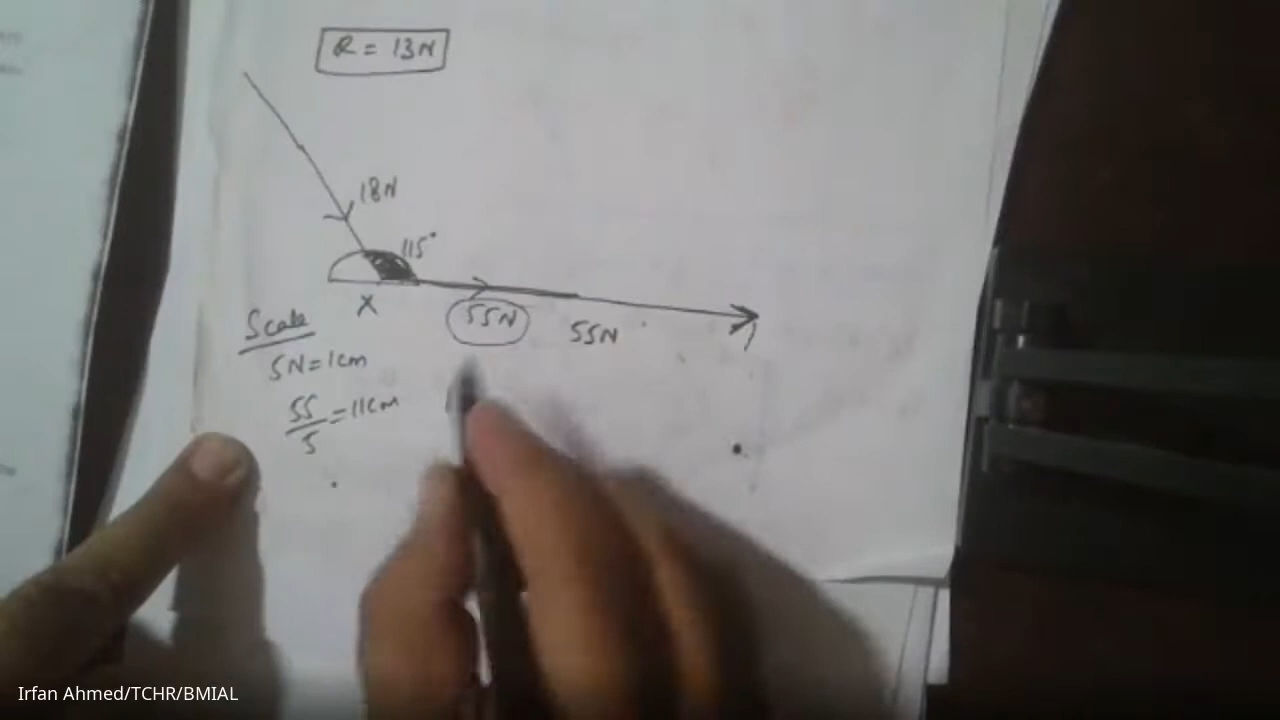 R = 13N
18N
115°
X
55N
55N
Scale
5N=1cm
55/5=11cm
Irfan Ahmed/TCHR/BMIAL